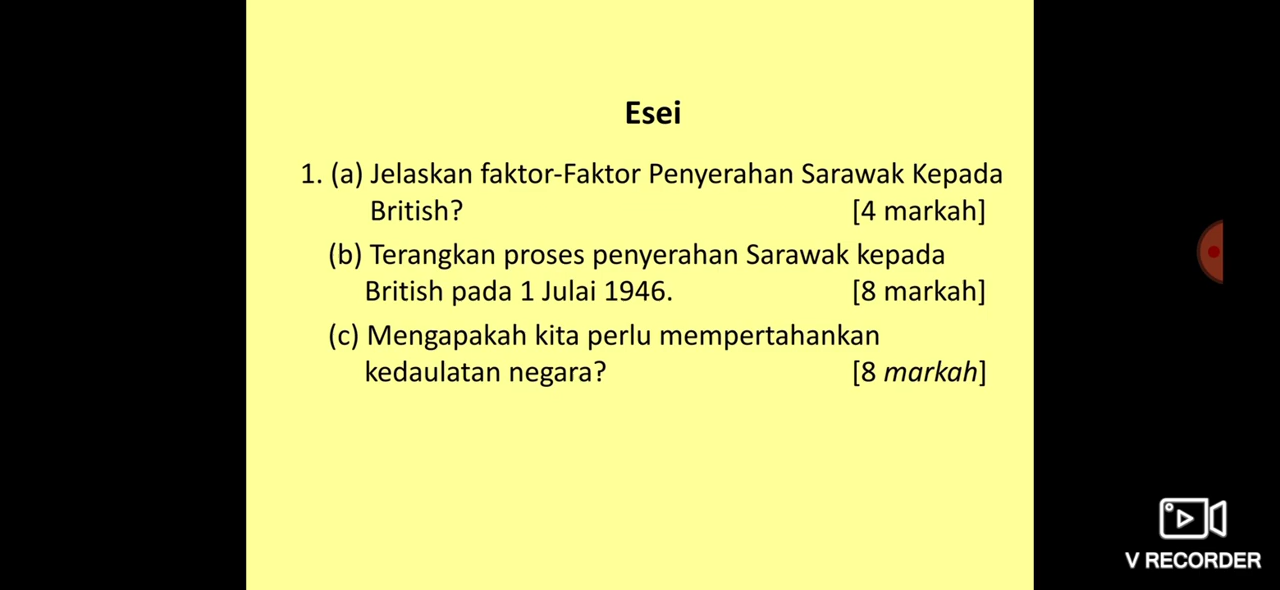 Esei
1. (a) Jelaskan faktor-Faktor Penyerahan Sarawak Kepada
British? [4 markah]
(b) Terangkan proses penyerahan Sarawak kepada
British pada 1 Julai 1946. [8 markah]
(c) Mengapakah kita perlu mempertahankan
kedaulatan negara? [8 markah]
V RECORDER